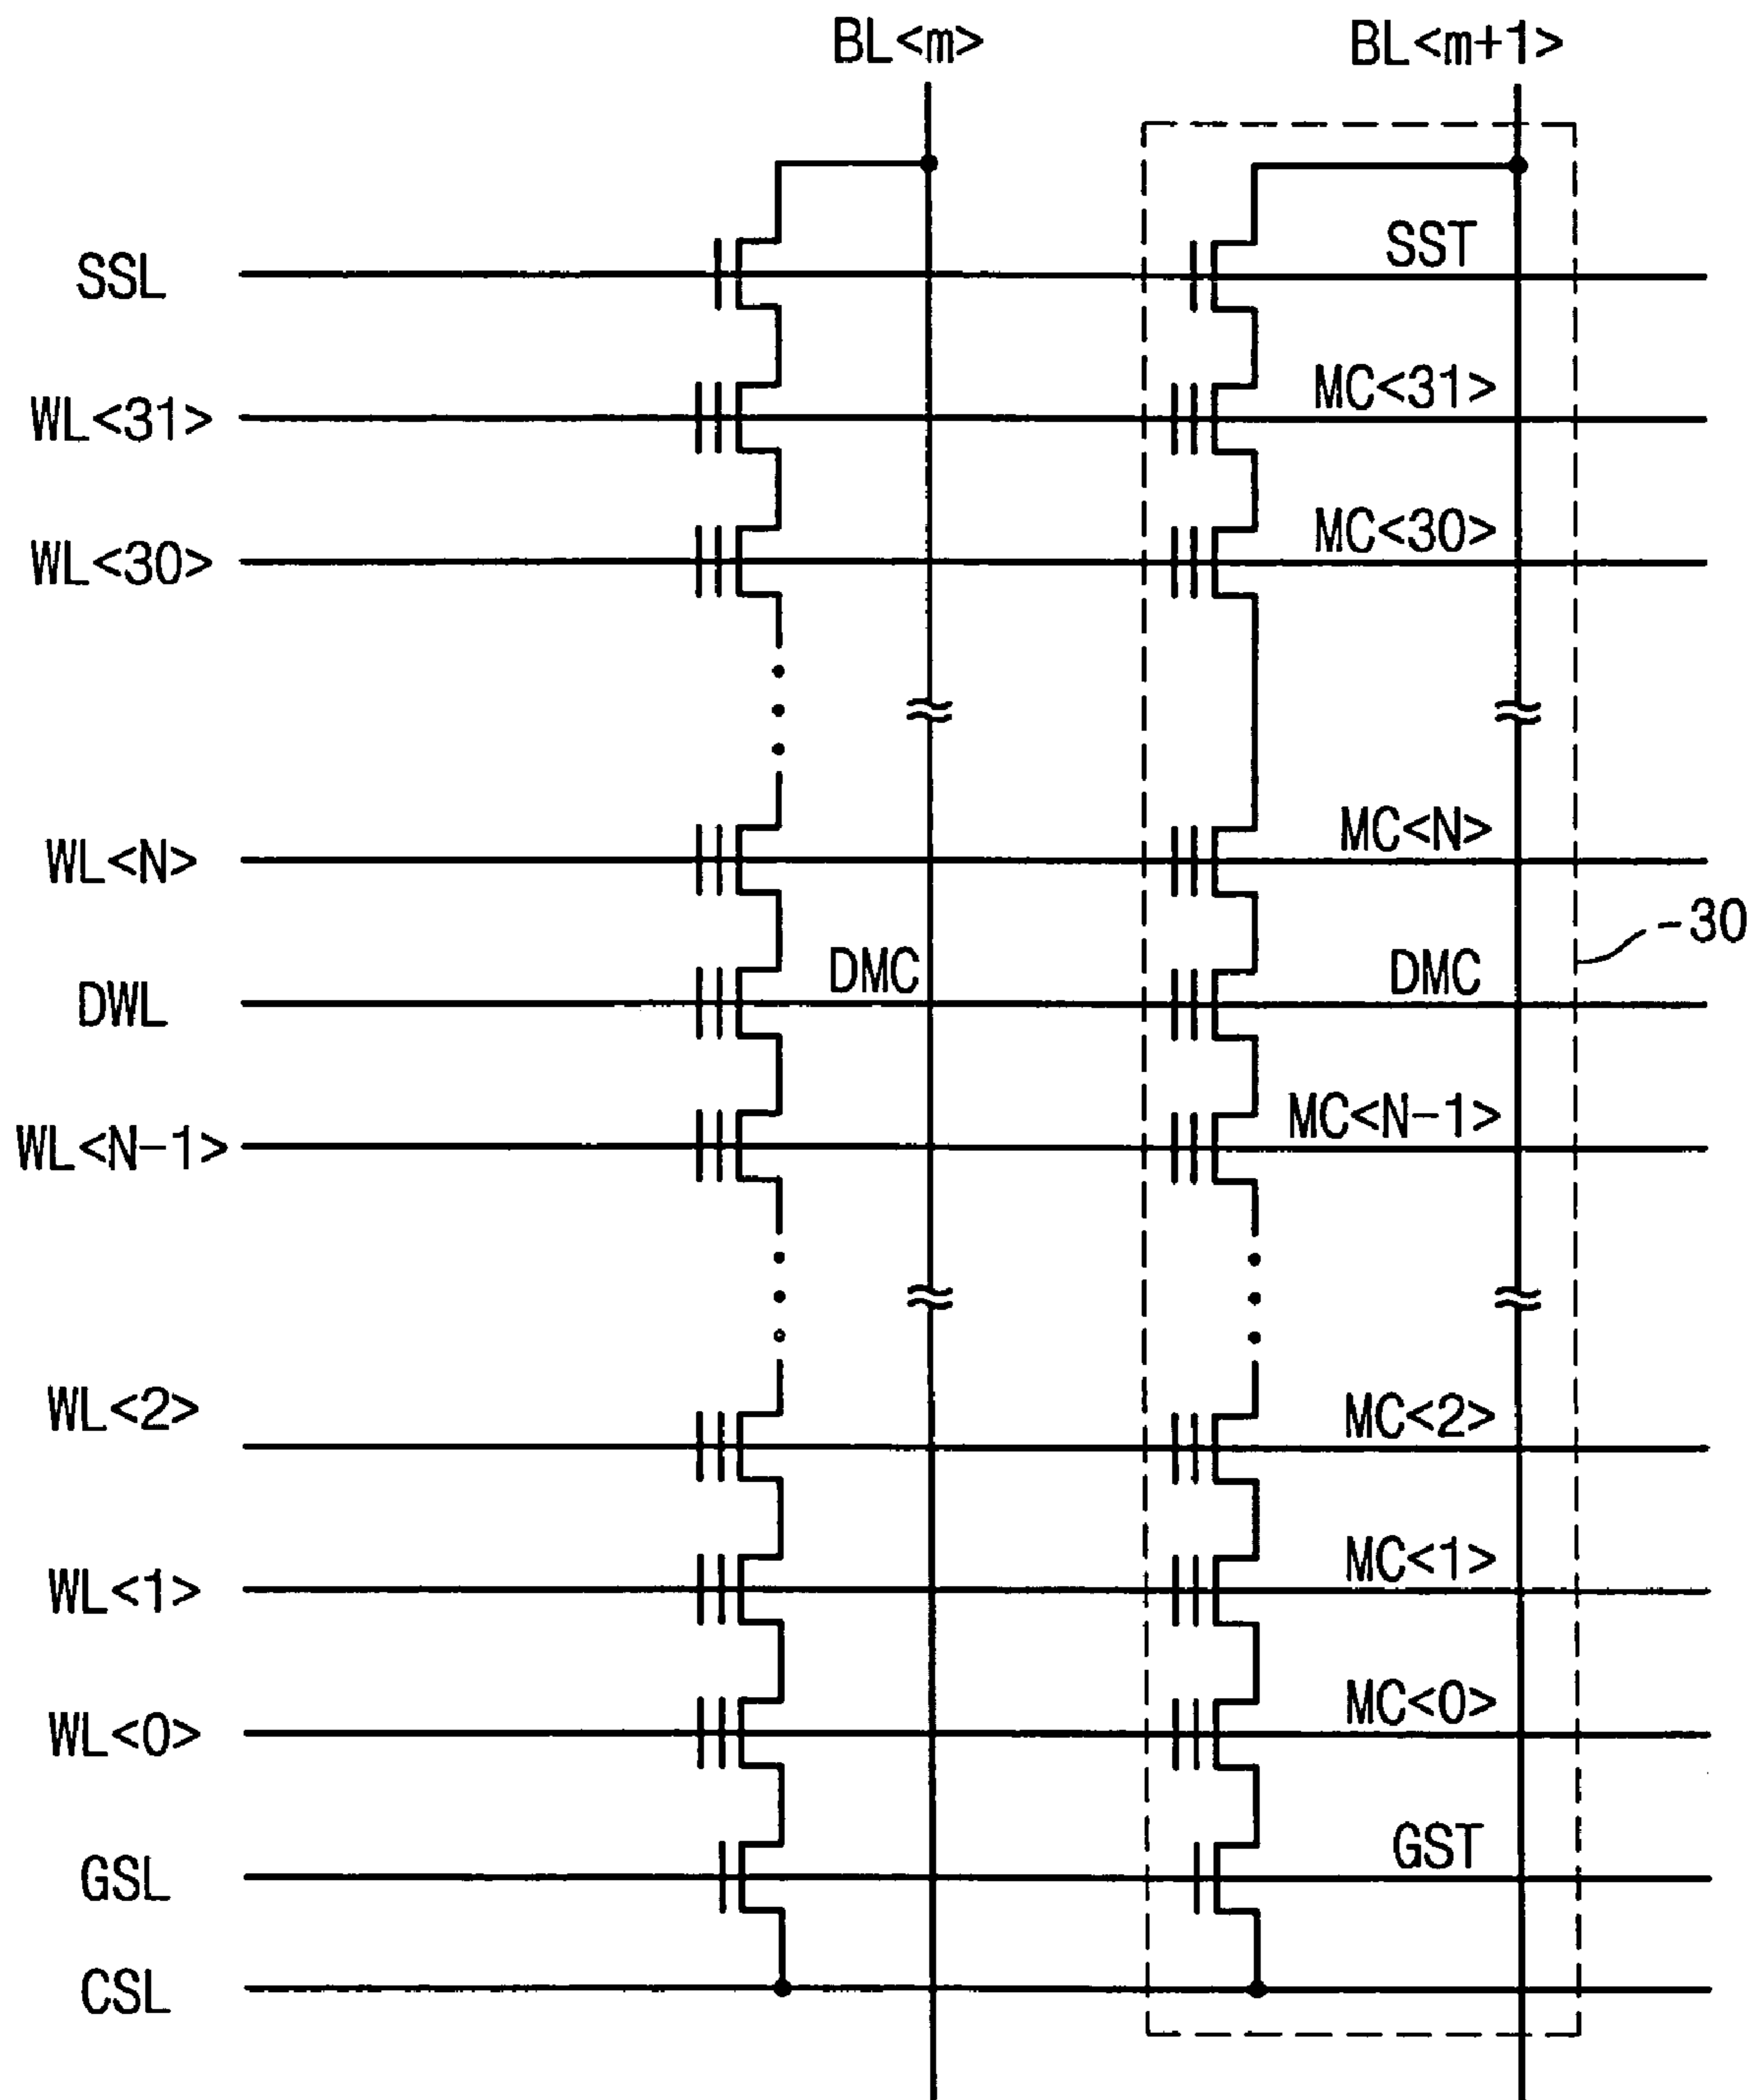 BL<m> BL<m+1>
SSL SST
WL<31> MC<31>
WL<30> MC<30>
WL<N> MC<N>
-30
DWL DMC DMC
WL<N-1> MC<N-1>
WL<2> MC<2>
WL<1> MC<1>
WL<0> MC<0>
GSL GST
CSL